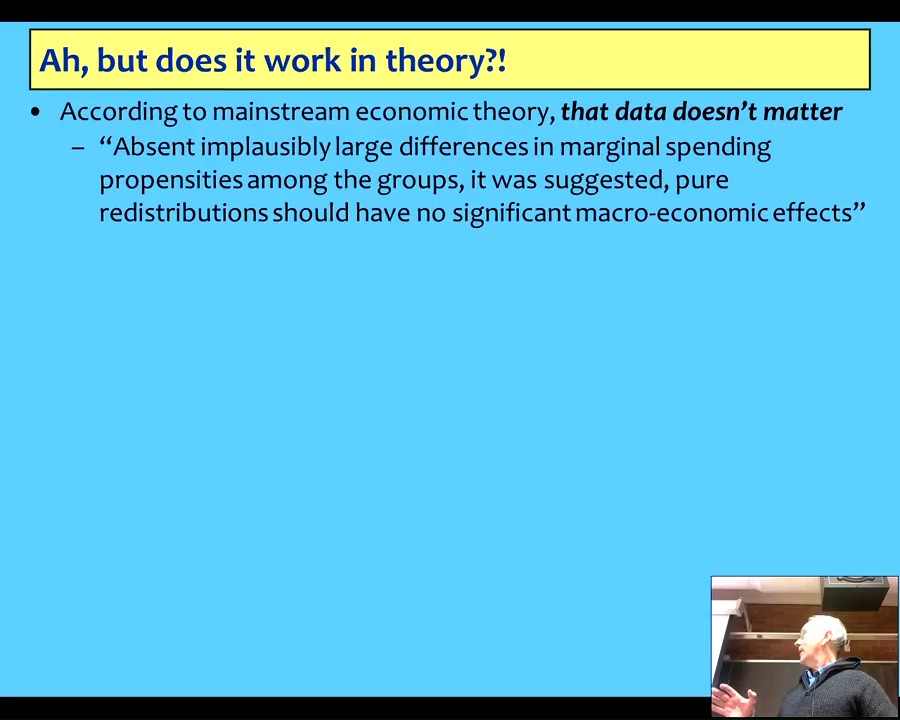 Ah, but does it work in theory?!
• According to mainstream economic theory, that data doesn’t matter
– “Absent implausibly large differences in marginal spending
propensities among the groups, it was suggested, pure
redistributions should have no significant macro-economic effects”